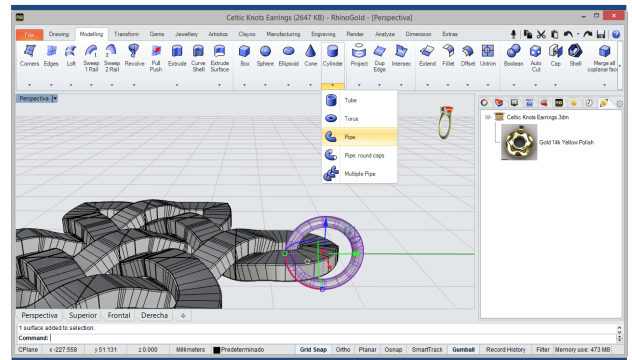 RG
Celtic Knots Earrings (2647 KB) - RhinoGold - [Perspectiva]
File Drawing Modelling Transform Gems Jewellery Artistics Clayoo Manufacturing Engraving Render Analyze Dimension Extras
Corners Edges Loft Sweep 1 Rail Sweep 2 Rail Revolve Pull Push Extrude Curve Shell Extrude Surface Box Sphere Ellipsoid Cone Cylinder Project Dup Edge Intersec Extend Fillet Offset Untrim Boolean Auto Cut Cap Shell Merge all coplanar face
Perspectiva
Tube
Torus
Pipe
Pipe, round caps
Multiple Pipe
Celtic Knots Earrings.3dm
Gold 14k Yellow Polish
Perspectiva Superior Frontal Derecha
1 surface added to selection.
Command:
CPlane x -227.558 y 51.131 z 0.000 Millimeters Predeterminado Grid Snap Ortho Planar Osnap SmartTrack Gumball Record History Filter Memory use: 473 MB